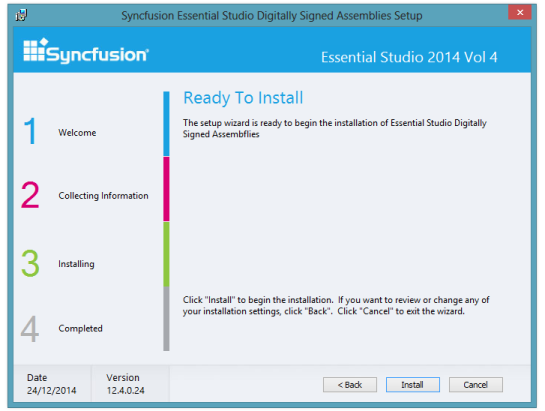 Syncfusion Essential Studio Digitally Signed Assemblies Setup
Syncfusion
Essential Studio 2014 Vol 4
Ready To Install
The setup wizard is ready to begin the installation of Essential Studio Digitally
Signed Assembflies
1 Welcome
2 Collecting Information
3 Installing
4 Completed
Click "Install" to begin the installation. If you want to review or change any of
your installation settings, click "Back". Click "Cancel" to exit the wizard.
Date
24/12/2014
Version
12.4.0.24
< Back
Install
Cancel